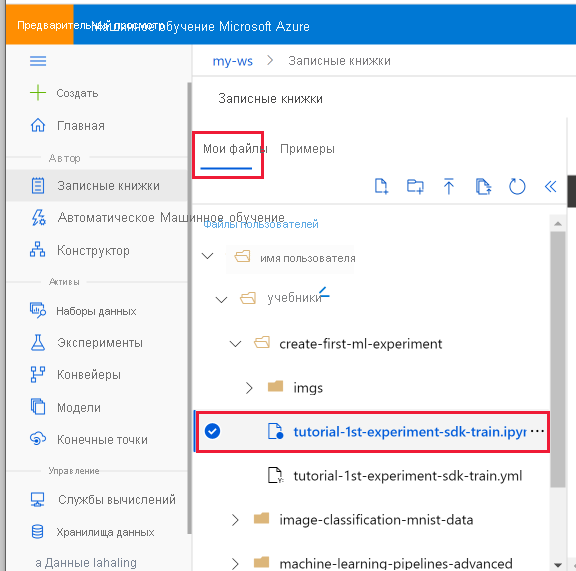 Предварительный просмотр
Машинное обучение Microsoft Azure
my-ws > Записные книжки
Создать
Записные книжки
Главная
Мои файлы Примеры
Автор
Записные книжки
Автоматическое Машинное обучение
Файлы пользователей
Конструктор
имя пользователя
Активы
учебники
Наборы данных
Эксперименты
create-first-ml-experiment
Конвейеры
imgs
Модели
tutorial-1st-experiment-sdk-train.ipyn ···
Конечные точки
Управление
tutorial-1st-experiment-sdk-train.yml
Службы вычислений
image-classification-mnist-data
Хранилища данных
а Данные lahaling
machine-learning-pipelines-advanced